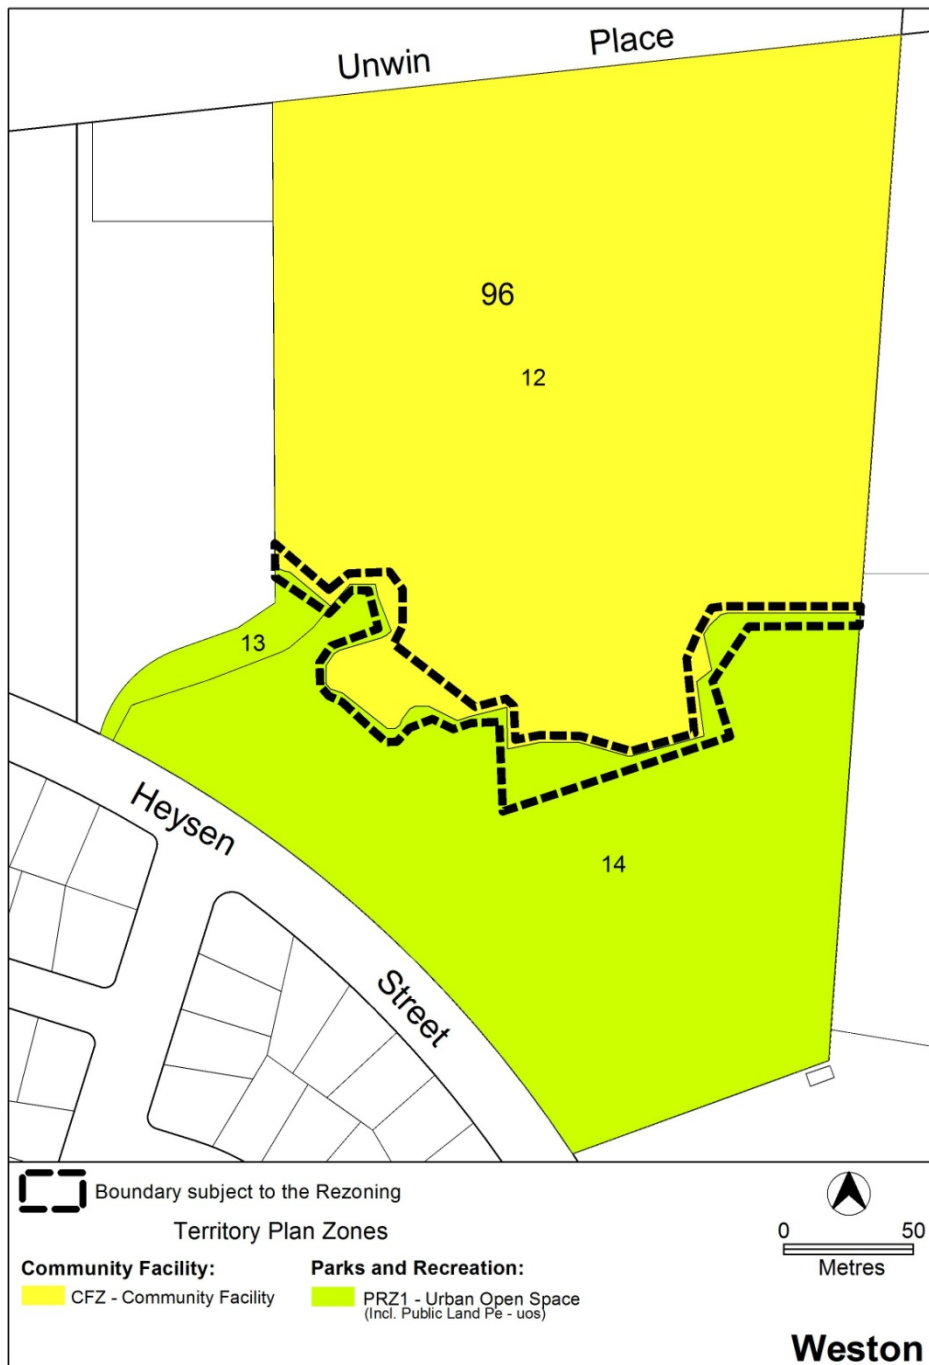 Unwin Place
96
12
13
Heysen
14
Street
Boundary subject to the Rezoning
Territory Plan Zones
0 50
Metres
Community Facility: Parks and Recreation:
CFZ - Community Facility PRZ1 - Urban Open Space
(Incl. Public Land Pe - uos)
Weston